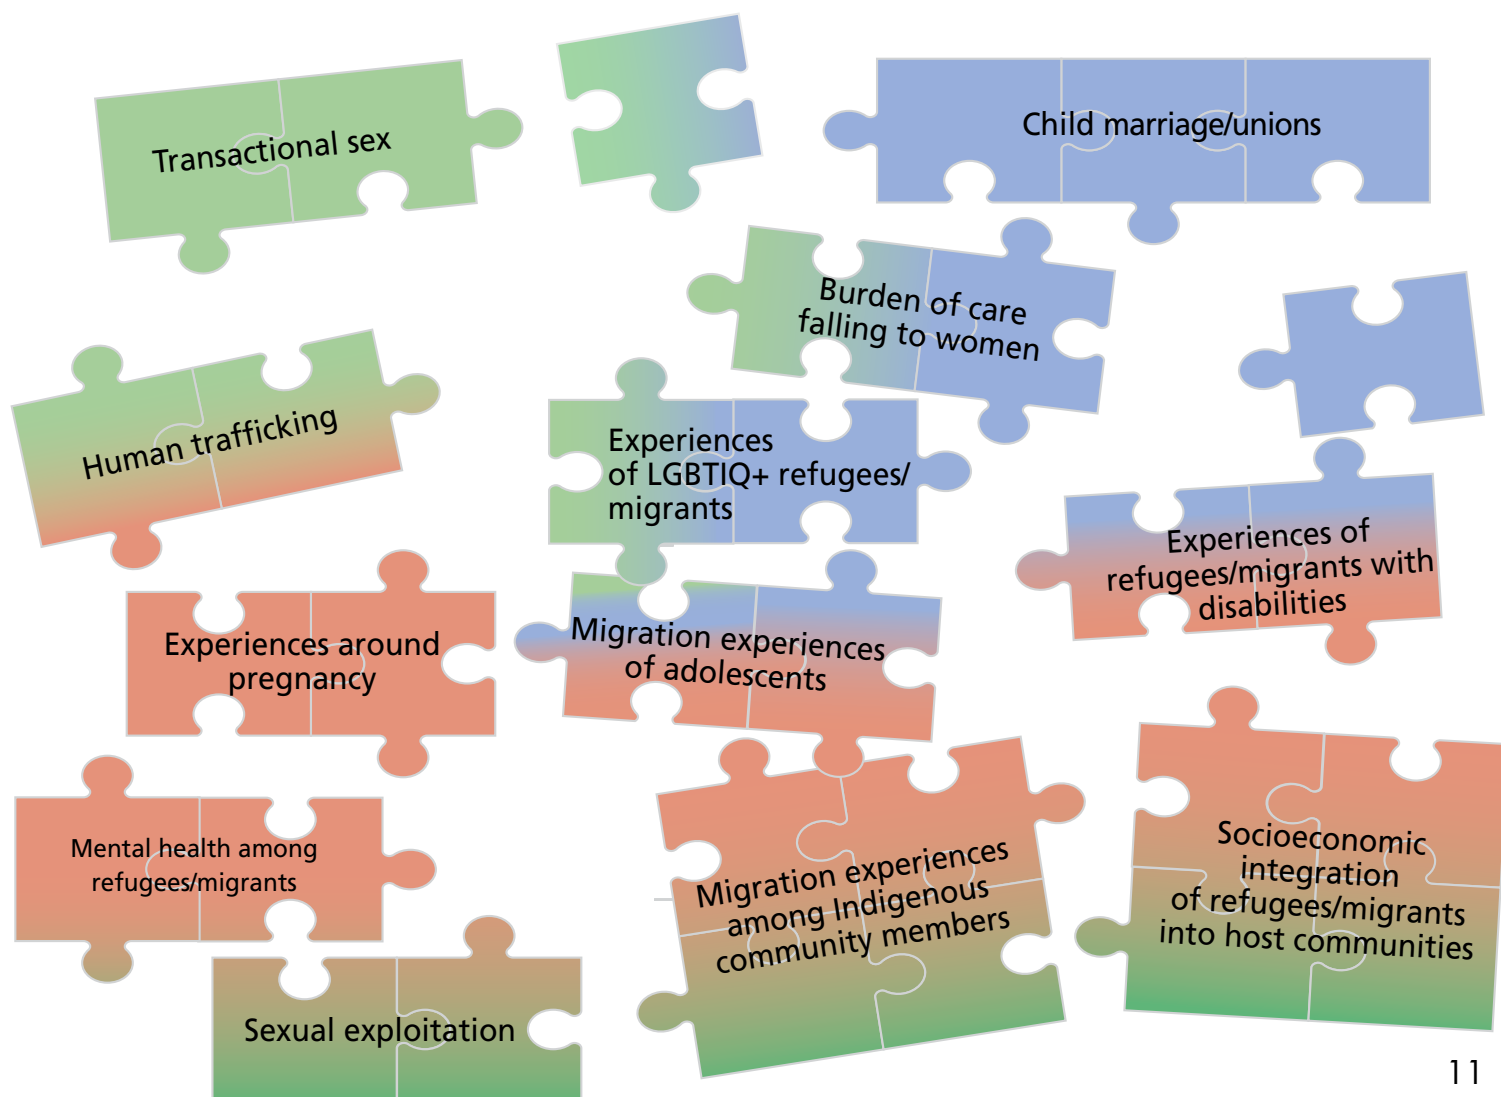 Transactional sex
Child marriage/unions
Burden of care
falling to women
Human trafficking
Experiences
of LGBTIQ+ refugees/
migrants
Experiences of
refugees/migrants with
disabilities
Experiences around
pregnancy
Migration experiences
of adolescents
Mental health among
refugees/migrants
Migration experiences
among Indigenous
community members
Socioeconomic
integration
of refugees/migrants
into host communities
Sexual exploitation
11